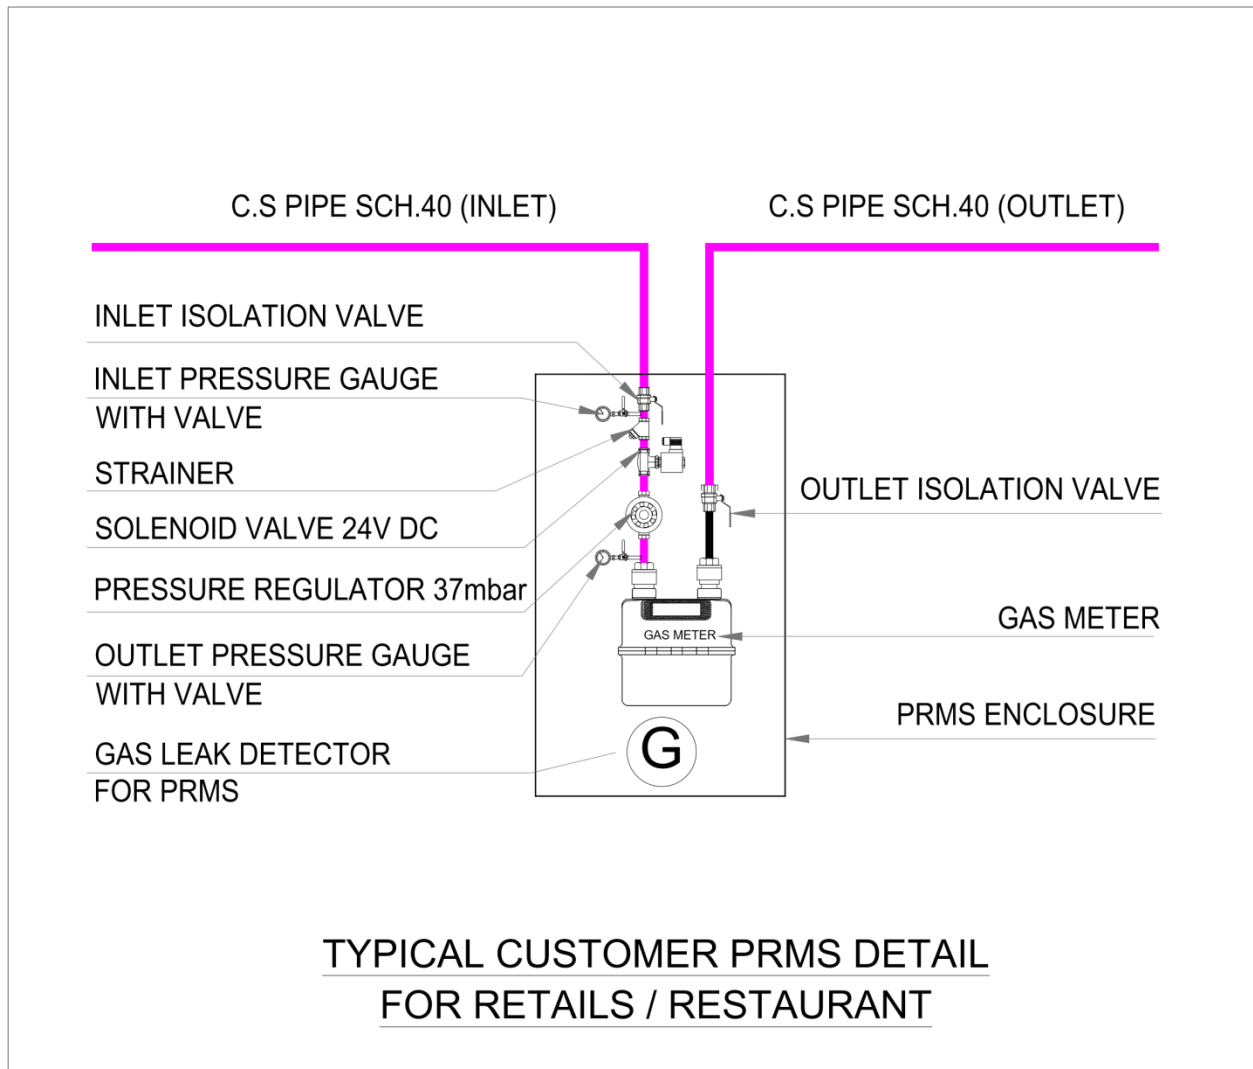 C.S PIPE SCH.40 (INLET)
C.S PIPE SCH.40 (OUTLET)
INLET ISOLATION VALVE
INLET PRESSURE GAUGE
WITH VALVE
STRAINER
SOLENOID VALVE 24V DC
PRESSURE REGULATOR 37mbar
OUTLET PRESSURE GAUGE
WITH VALVE
GAS LEAK DETECTOR
FOR PRMS
OUTLET ISOLATION VALVE
GAS METER
PRMS ENCLOSURE
GAS METER
G
TYPICAL CUSTOMER PRMS DETAIL
FOR RETAILS / RESTAURANT